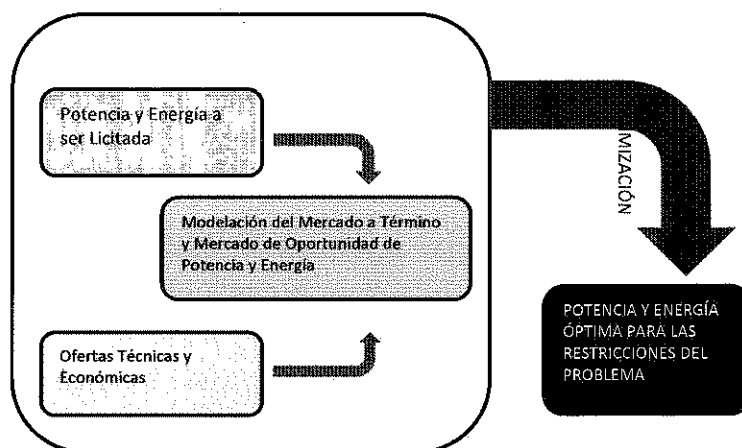 Potencia y Energía a
ser Licitada
Modelación del Mercado a Término
y Mercado de Oportunidad de
Potencia y Energía
Ofertas Técnicas y
Económicas
MIZACIÓN
POTENCIA Y ENERGÍA
ÓPTIMA PARA LAS
RESTRICCIONES DEL
PROBLEMA